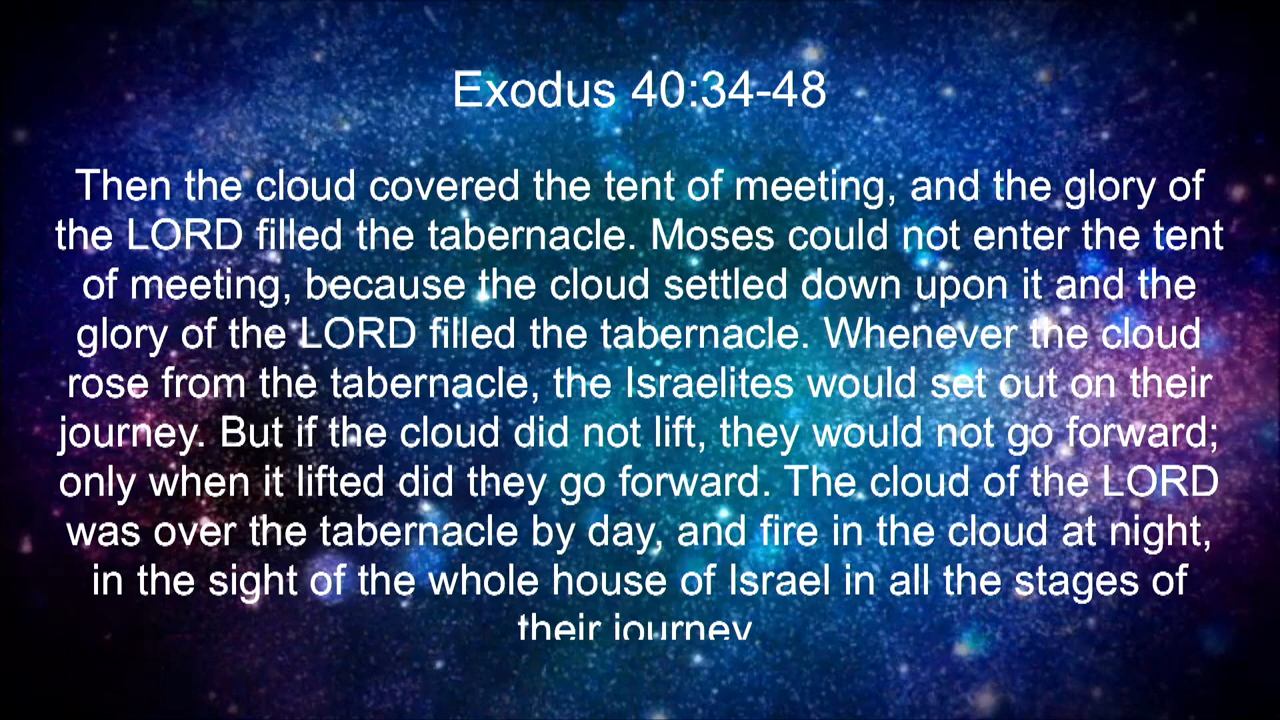 Exodus 40:34-48
Then the cloud covered the tent of meeting, and the glory of
the LORD filled the tabernacle. Moses could not enter the tent
of meeting, because the cloud settled down upon it and the
glory of the LORD filled the tabernacle. Whenever the cloud
rose from the tabernacle, the Israelites would set out on their
journey. But if the cloud did not lift, they would not go forward;
only when it lifted did they go forward. The cloud of the LORD
was over the tabernacle by day, and fire in the cloud at night,
in the sight of the whole house of Israel in all the stages of
their journey